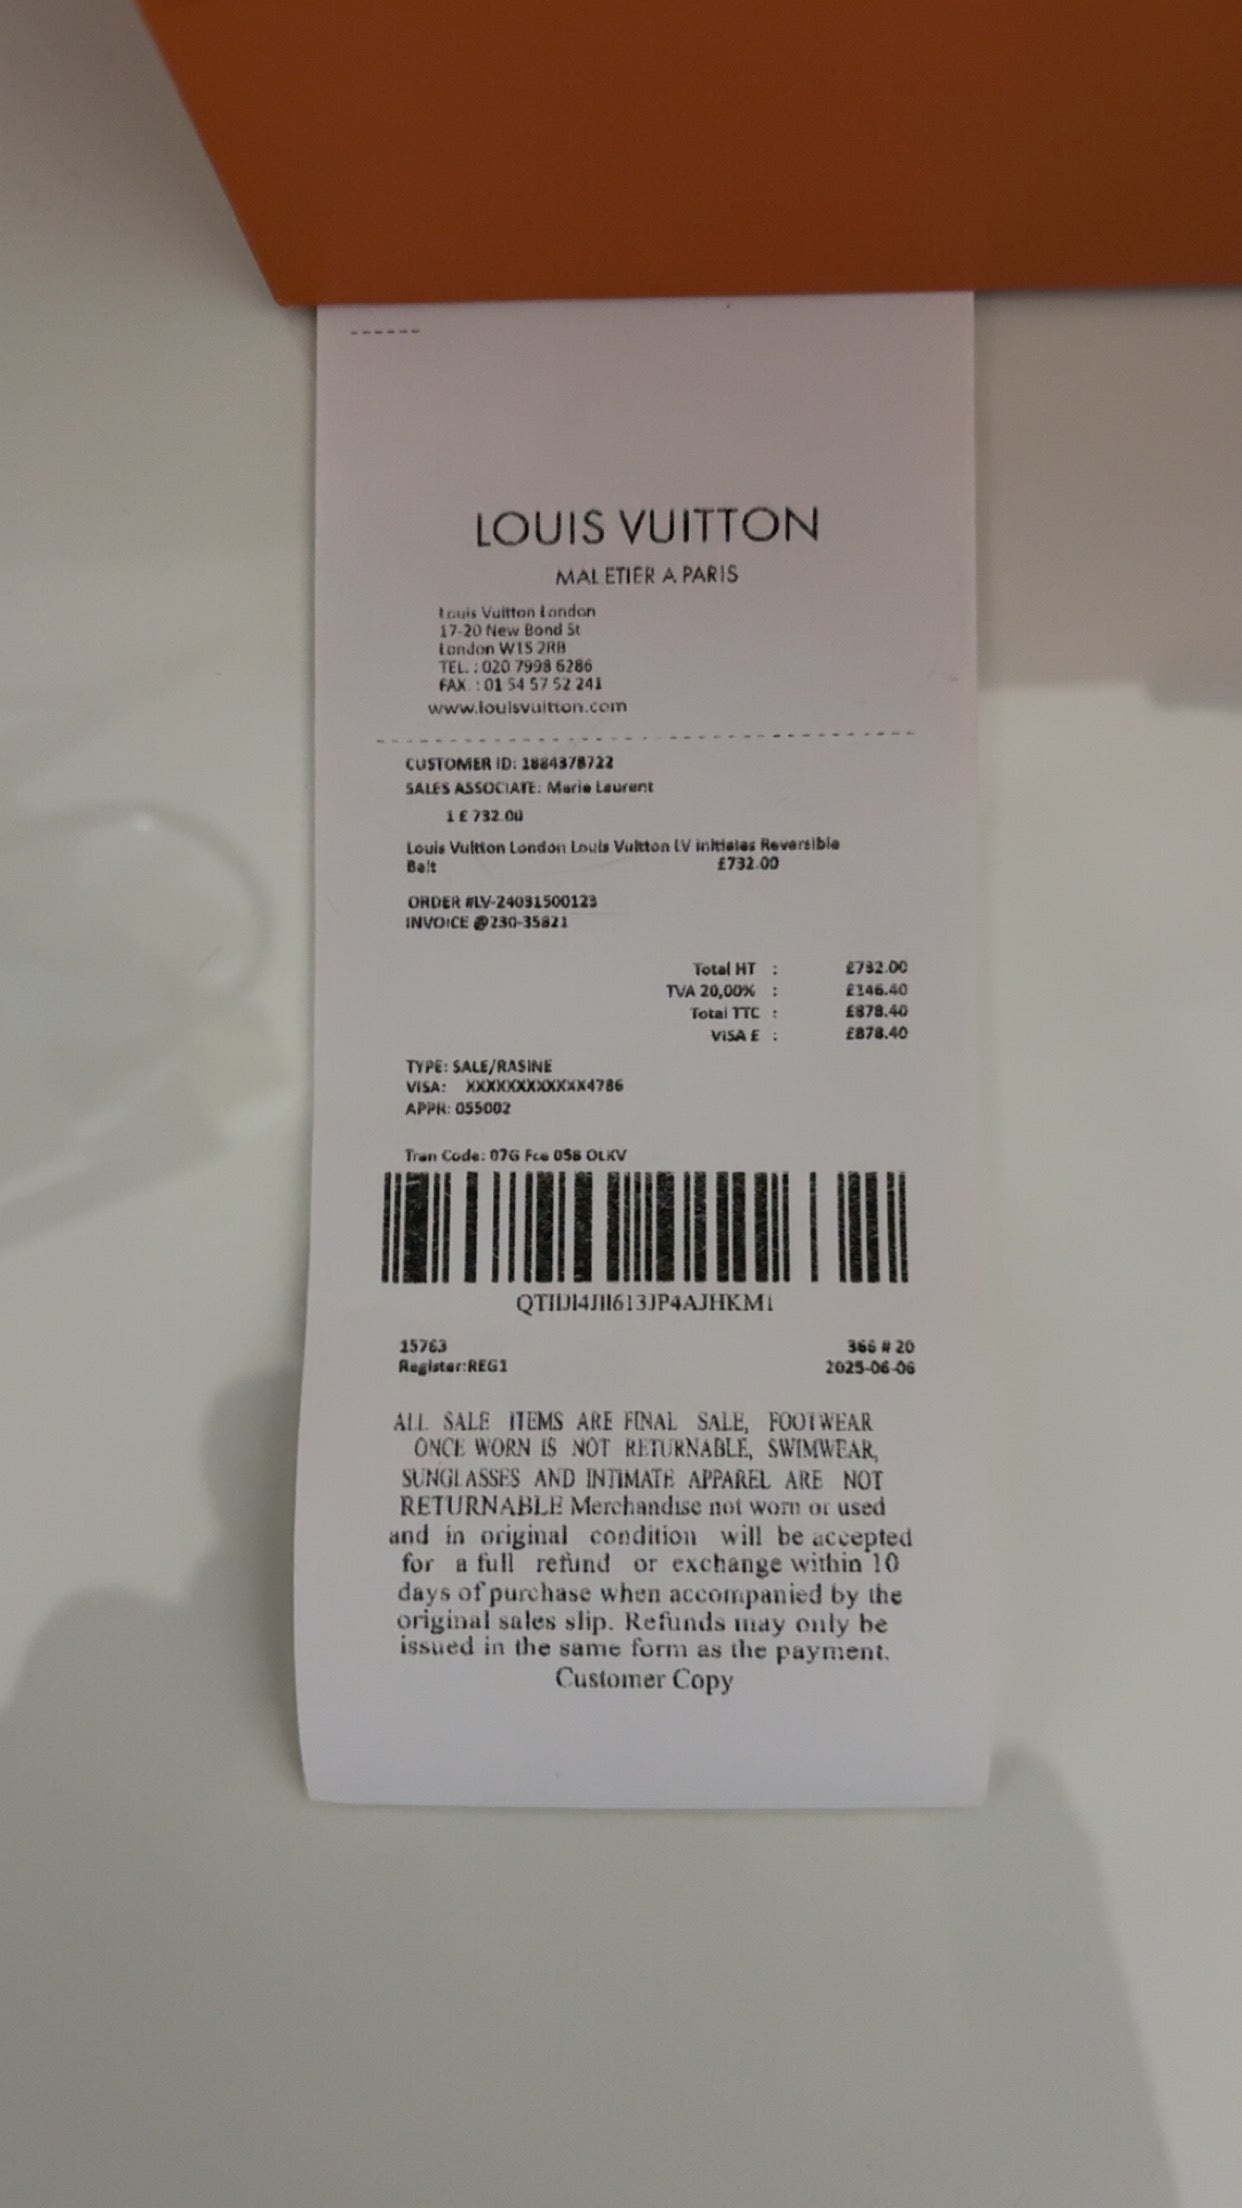 ------
LOUIS VUITTON
MALETIER A PARIS
Louis Vuitton London
17-20 New Bond St
London W1S 2RB
TEL. : 020 7998 6286
FAX. : 01 54 57 52 241
www.louisvuitton.com
CUSTOMER ID: 1884378722
SALES ASSOCIATE: Marie Laurent
1 £ 732.00
Louis Vuitton London Louis Vuitton LV initiates Reversible
Belt £732.00
ORDER #LV-24031500123
INVOICE @230-35821
Total HT : £732.00
TVA 20,00% : £146.40
Total TTC : £878.40
VISA £ : £878.40
TYPE: SALE/RASINE
VISA: XXXXXXXXXXXX4786
APPR: 055002
Tran Code: 07G Fce 058 OLKV
15763 366 # 20
Register:REG1 2025-06-06
ALL SALE ITEMS ARE FINAL SALE, FOOTWEAR
ONCE WORN IS NOT RETURNABLE, SWIMWEAR,
SUNGLASSES AND INTIMATE APPAREL ARE NOT
RETURNABLE Merchandise not worn or used
and in original condition will be accepted
for a full refund or exchange within 10
days of purchase when accompanied by the
original sales slip. Refunds may only be
issued in the same form as the payment.
Customer Copy